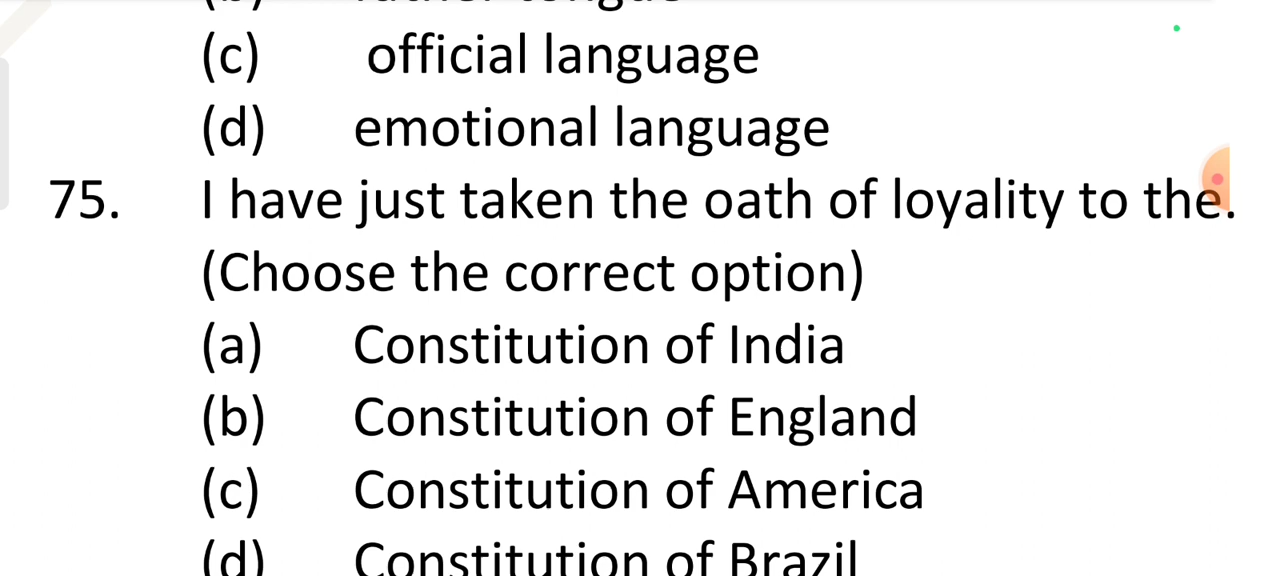 (c) official language
(d) emotional language
75. I have just taken the oath of loyality to the.
(Choose the correct option)
(a) Constitution of India
(b) Constitution of England
(c) Constitution of America
(d) Constitution of Brazil